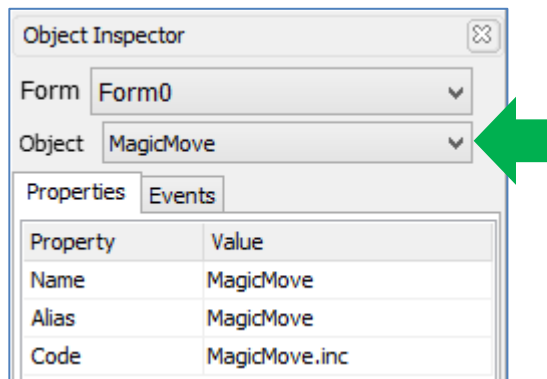 Object Inspector
Form Form0
Object MagicMove
Properties Events
Property Value
Name MagicMove
Alias MagicMove
Code MagicMove.inc